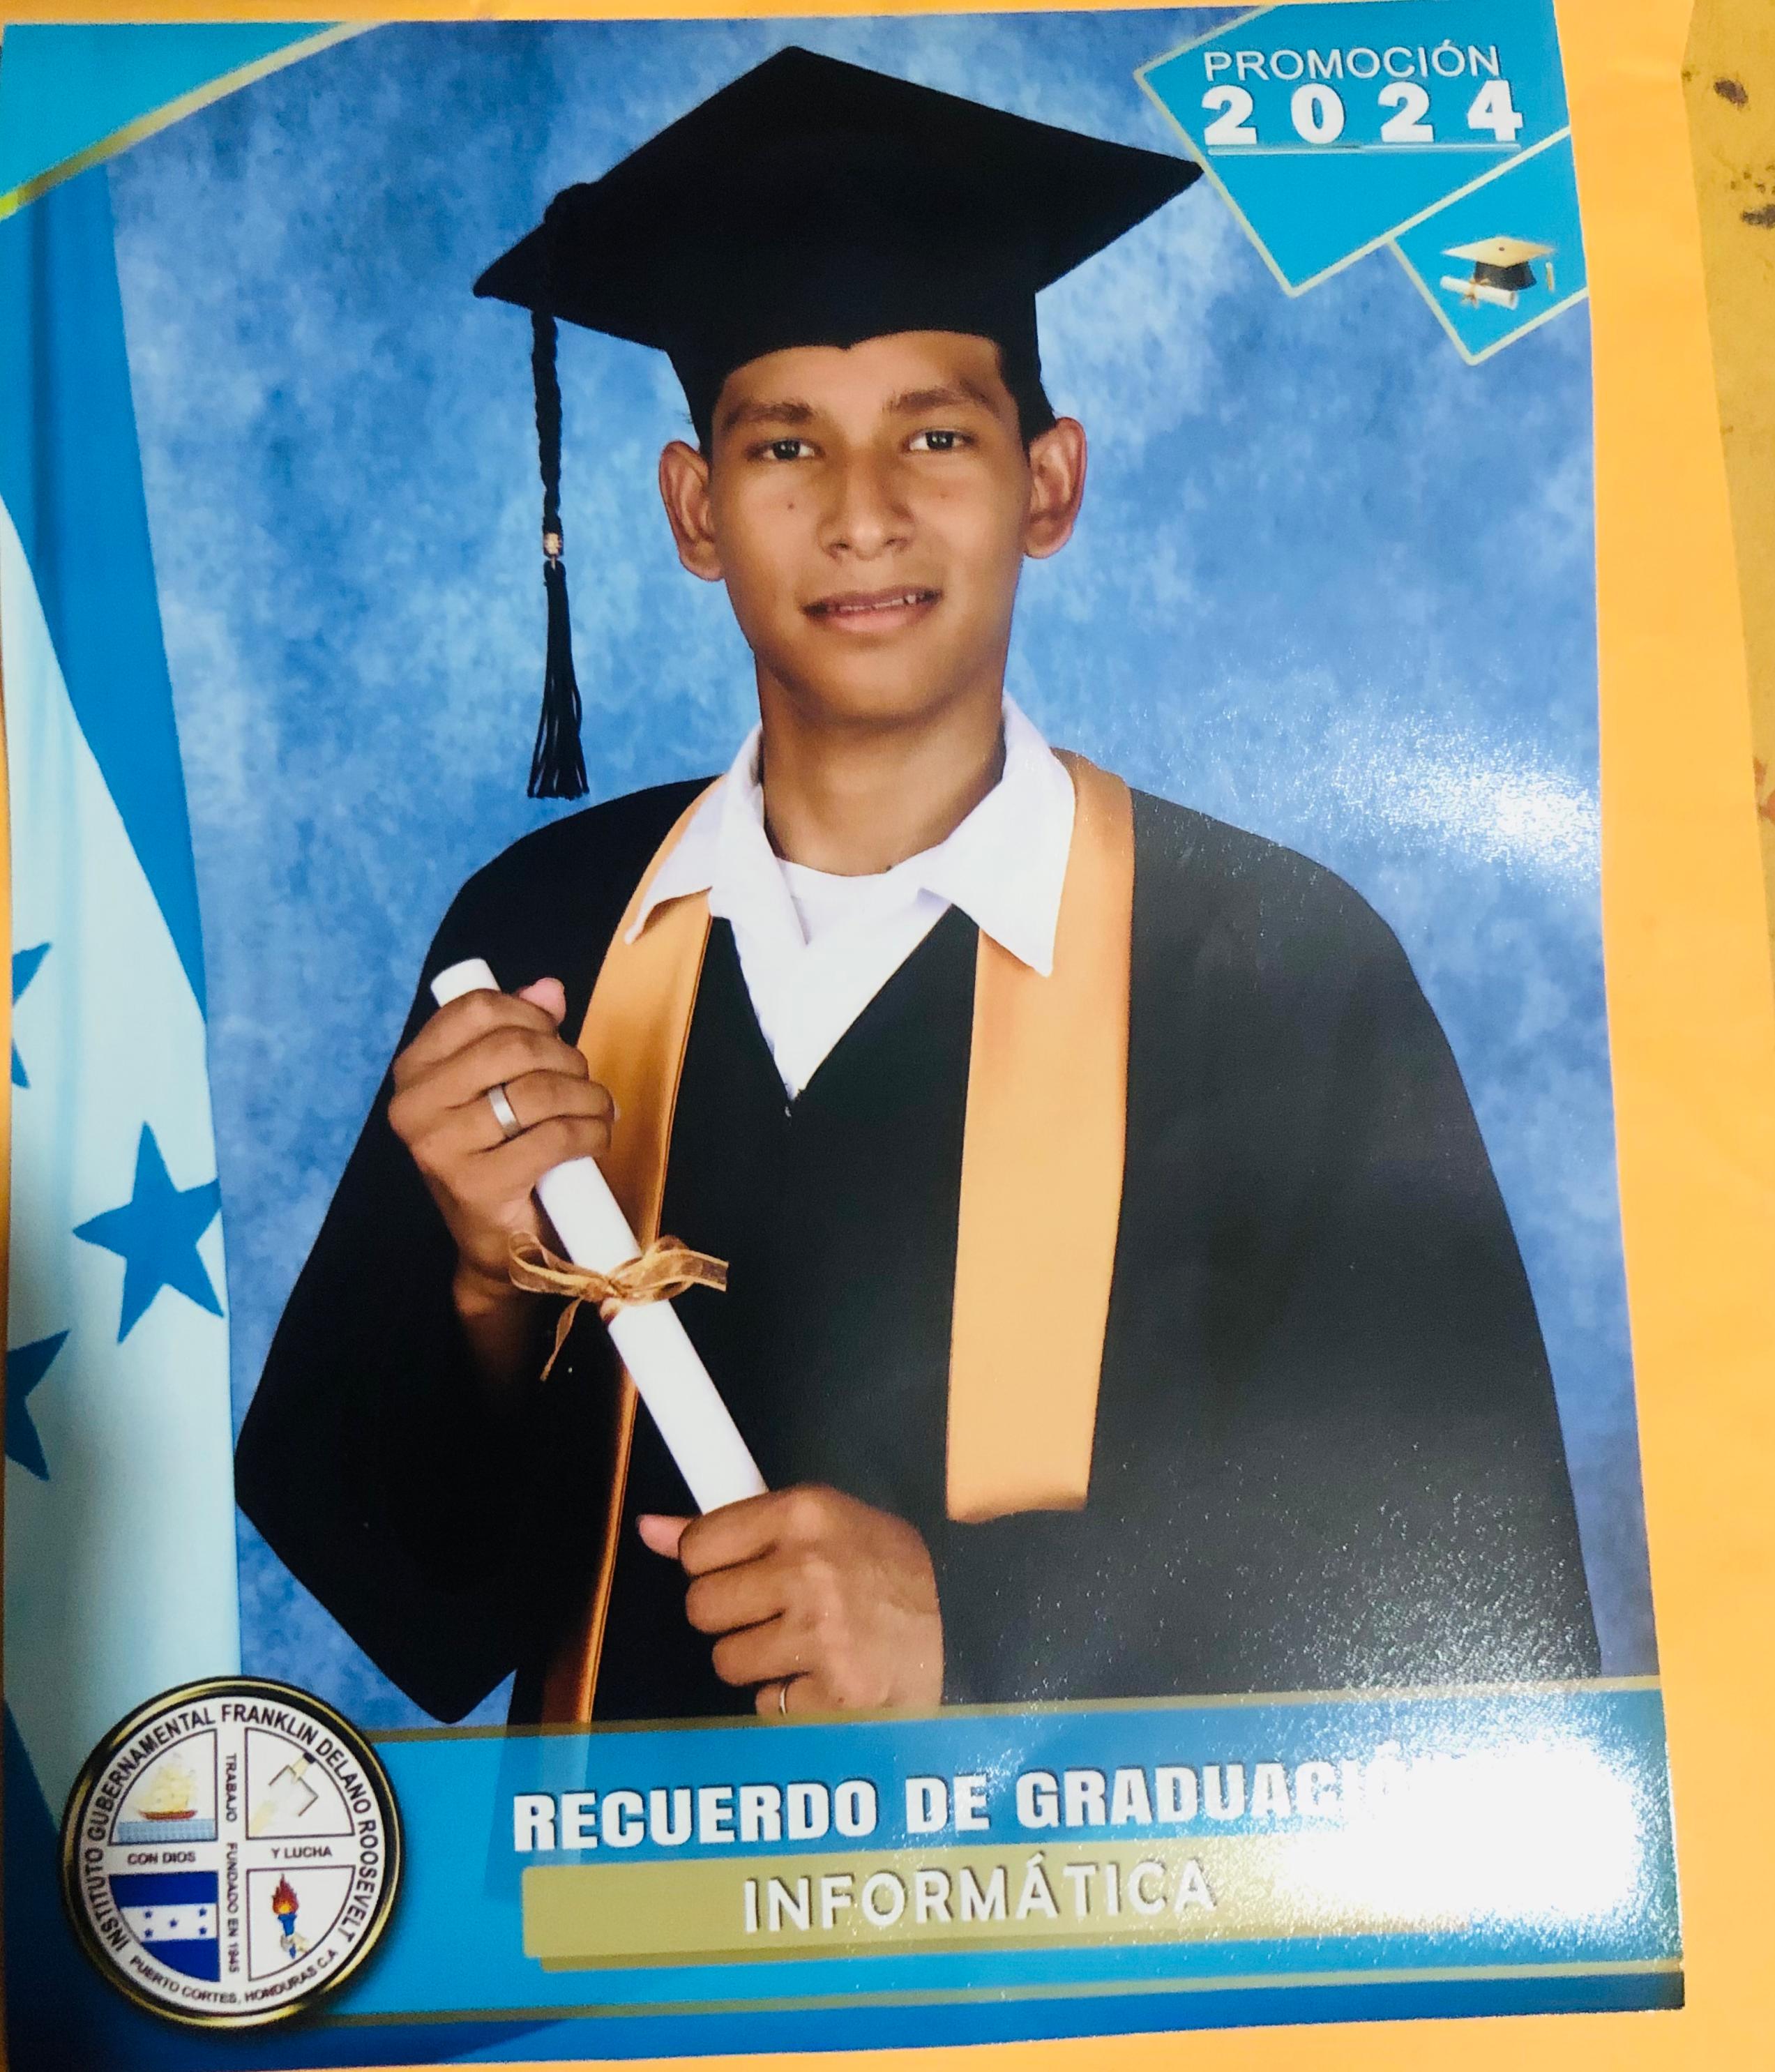 PROMOCIÓN
2024
RECUERDO DE GRADUACIÓ
INFORMÁTICA
INSTITUTO GUBERNAMENTAL FRANKLIN DELANO ROOSEVELT
TRABAJO
CON DIOS
Y LUCHA
FUNDADO EN 1945
PUERTO CORTES, HONDURAS C.A